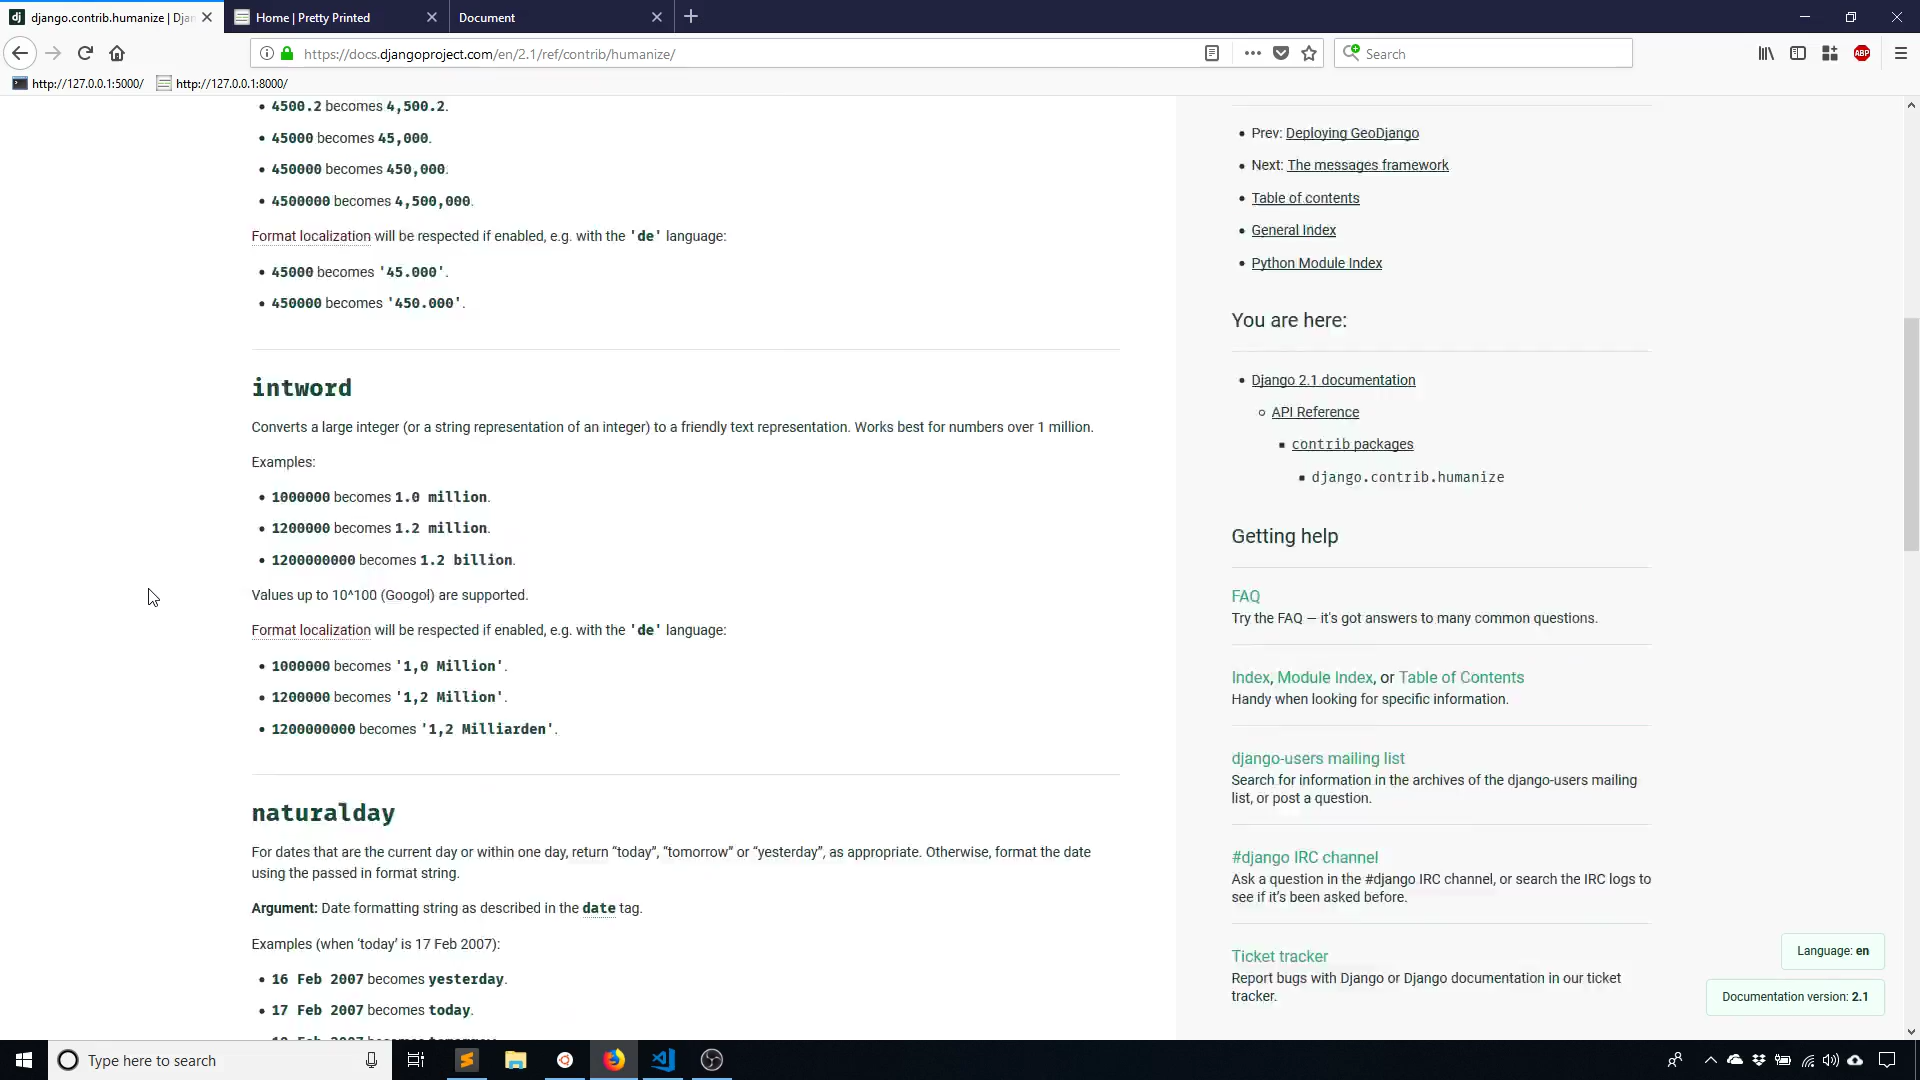 django.contrib.humanize | Djan
Home | Pretty Printed
Document
https://docs.djangoproject.com/en/2.1/ref/contrib/humanize/
Search
ABP
http://127.0.0.1:5000/
http://127.0.0.1:8000/
4500.2 becomes 4,500.2.
45000 becomes 45,000.
450000 becomes 450,000.
4500000 becomes 4,500,000.
Format localization will be respected if enabled, e.g. with the 'de' language:
45000 becomes '45.000'.
450000 becomes '450.000'.
intword
Converts a large integer (or a string representation of an integer) to a friendly text representation. Works best for numbers over 1 million.
Examples:
1000000 becomes 1.0 million.
1200000 becomes 1.2 million.
1200000000 becomes 1.2 billion.
Values up to 10^100 (Googol) are supported.
Format localization will be respected if enabled, e.g. with the 'de' language:
1000000 becomes '1,0 Million'.
1200000 becomes '1,2 Million'.
1200000000 becomes '1,2 Milliarden'.
naturalday
For dates that are the current day or within one day, return “today”, “tomorrow” or “yesterday”, as appropriate. Otherwise, format the date
using the passed in format string.
Argument: Date formatting string as described in the date tag.
Examples (when ‘today’ is 17 Feb 2007):
16 Feb 2007 becomes yesterday.
17 Feb 2007 becomes today.
Prev: Deploying GeoDjango
Next: The messages framework
Table of contents
General Index
Python Module Index
You are here:
Django 2.1 documentation
API Reference
contrib packages
django.contrib.humanize
Getting help
FAQ
Try the FAQ — it's got answers to many common questions.
Index, Module Index, or Table of Contents
Handy when looking for specific information.
django-users mailing list
Search for information in the archives of the django-users mailing
list, or post a question.
#django IRC channel
Ask a question in the #django IRC channel, or search the IRC logs to
see if it’s been asked before.
Ticket tracker
Report bugs with Django or Django documentation in our ticket
tracker.
Language: en
Documentation version: 2.1
Type here to search